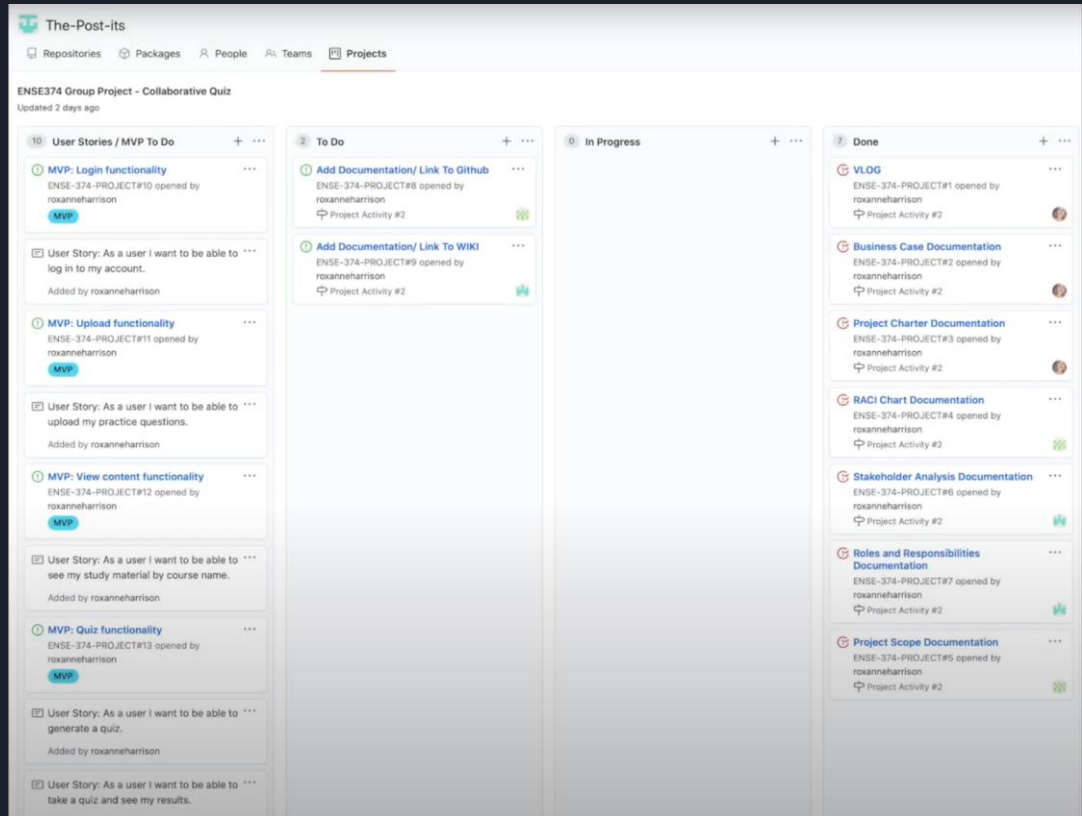 The-Post-its
Repositories Packages People Teams Projects
ENSE374 Group Project - Collaborative Quiz
Updated 2 days ago
10 User Stories / MVP To Do
MVP: Login functionality
ENSE-374-PROJECT#10 opened by
roxanneharrison
MVP
User Story: As a user I want to be able to
log in to my account.
Added by roxanneharrison
MVP: Upload functionality
ENSE-374-PROJECT#11 opened by
roxanneharrison
MVP
User Story: As a user I want to be able to
upload my practice questions.
Added by roxanneharrison
MVP: View content functionality
ENSE-374-PROJECT#12 opened by
roxanneharrison
MVP
User Story: As a user I want to be able to
see my study material by course name.
Added by roxanneharrison
MVP: Quiz functionality
ENSE-374-PROJECT#13 opened by
roxanneharrison
MVP
User Story: As a user I want to be able to
generate a quiz.
Added by roxanneharrison
User Story: As a user I want to be able to
take a quiz and see my results.
2 To Do
Add Documentation/ Link To Github
ENSE-374-PROJECT#8 opened by
roxanneharrison
Project Activity #2
Add Documentation/ Link To WIKI
ENSE-374-PROJECT#9 opened by
roxanneharrison
Project Activity #2
0 In Progress
7 Done
VLOG
ENSE-374-PROJECT#1 opened by
roxanneharrison
Project Activity #2
Business Case Documentation
ENSE-374-PROJECT#2 opened by
roxanneharrison
Project Activity #2
Project Charter Documentation
ENSE-374-PROJECT#3 opened by
roxanneharrison
Project Activity #2
RACI Chart Documentation
ENSE-374-PROJECT#4 opened by
roxanneharrison
Project Activity #2
Stakeholder Analysis Documentation
ENSE-374-PROJECT#6 opened by
roxanneharrison
Project Activity #2
Roles and Responsibilities
Documentation
ENSE-374-PROJECT#7 opened by
roxanneharrison
Project Activity #2
Project Scope Documentation
ENSE-374-PROJECT#5 opened by
roxanneharrison
Project Activity #2